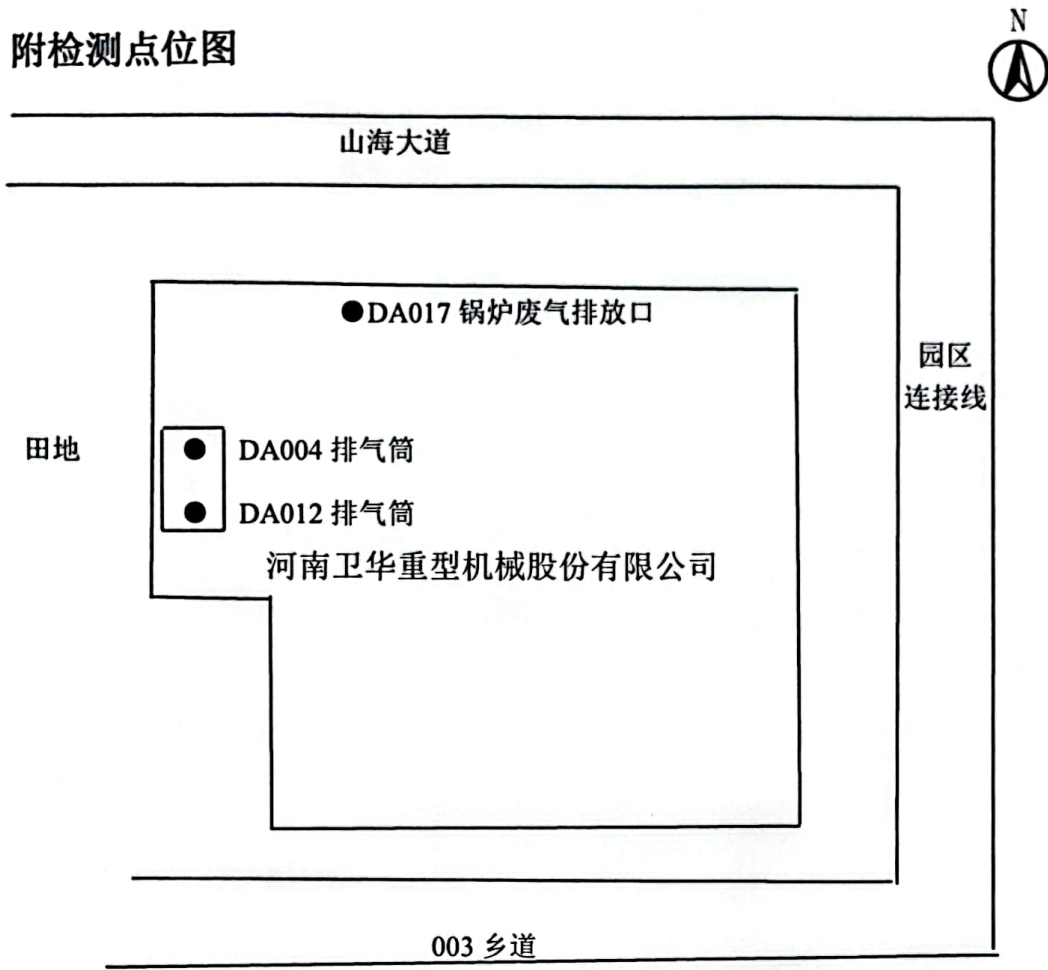 附检测点位图
N
山海大道
●DA017 锅炉废气排放口
园区
连接线
田地
DA004 排气筒
DA012 排气筒
河南卫华重型机械股份有限公司
003 乡道